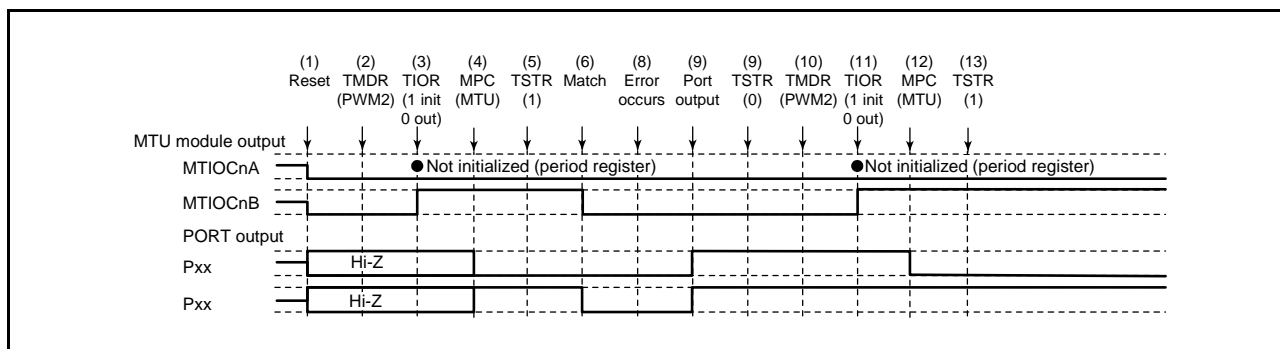 (1) (2) (3) (4) (5) (6) (8) (9) (9) (10) (11) (12) (13)
Reset TMDR TIOR MPC TSTR Match Error Port TSTR TMDR TIOR MPC TSTR
(PWM2) (1 init (MTU) (1) occurs output (0) (PWM2) (1 init (MTU) (1)
0 out) 0 out)
MTU module output
MTIOCnA Not initialized (period register) Not initialized (period register)
MTIOCnB
PORT output
Pxx Hi-Z
Pxx Hi-Z